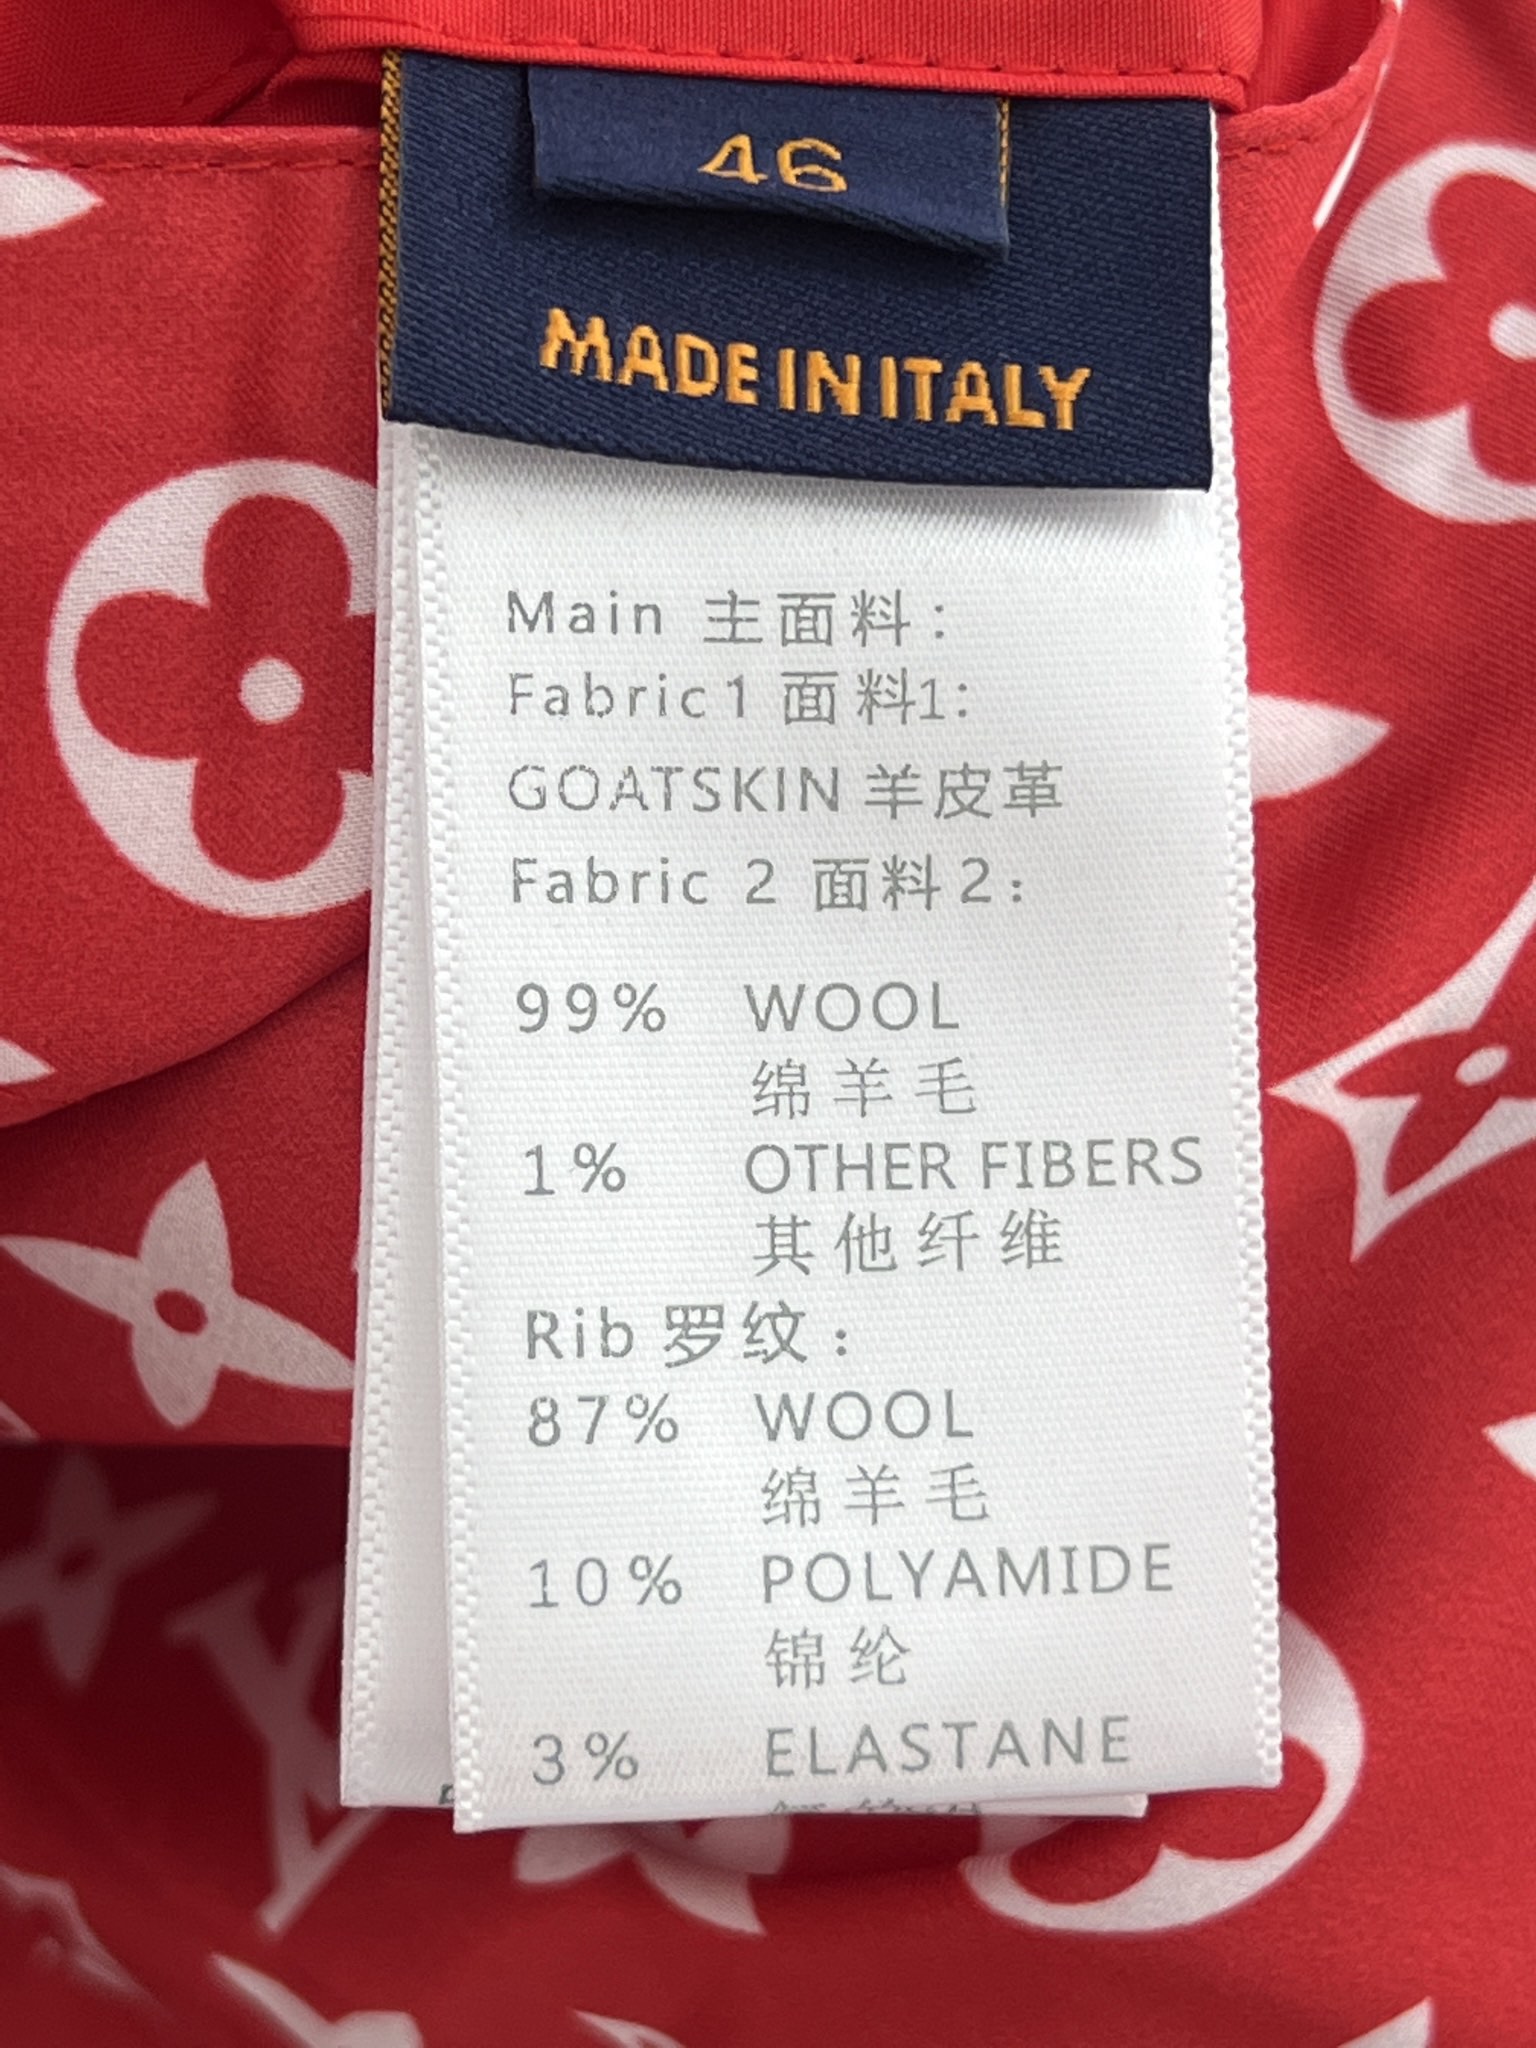 46
MADE IN ITALY
Main 主面料：
Fabric1 面料1:
GOATSKIN 羊皮革
Fabric 2 面料2：
99% WOOL
绵羊毛
1% OTHER FIBERS
其他纤维
Rib 罗纹：
87% WOOL
绵羊毛
10% POLYAMIDE
锦纶
3% ELASTANE